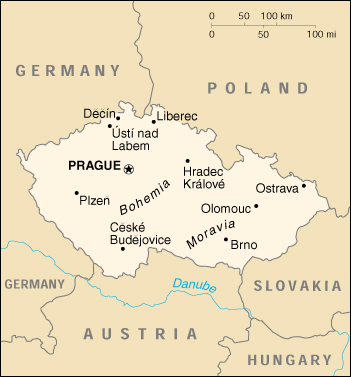 0 50 100 km
0 50 100 mi
GERMANY
POLAND
Decín
Liberec
Ústí nad
Labem
PRAGUE
Hradec
Králové
Ostrava
Plzen
Bohemia
Olomouc
České
Budejovice
Moravia
Brno
GERMANY
Danube
SLOVAKIA
AUSTRIA
HUNGARY